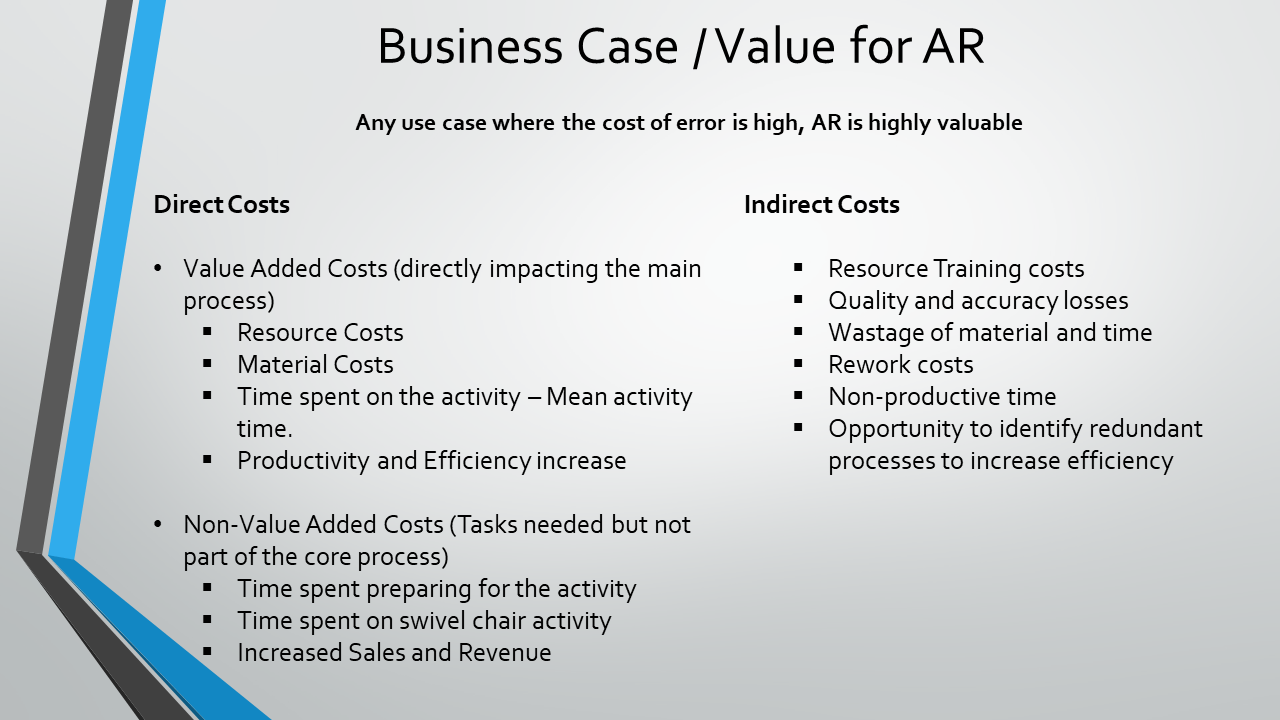 Business Case / Value for AR
Any use case where the cost of error is high, AR is highly valuable
Direct Costs
• Value Added Costs (directly impacting the main
process)
▪ Resource Costs
▪ Material Costs
▪ Time spent on the activity – Mean activity
time.
▪ Productivity and Efficiency increase
• Non-Value Added Costs (Tasks needed but not
part of the core process)
▪ Time spent preparing for the activity
▪ Time spent on swivel chair activity
▪ Increased Sales and Revenue
Indirect Costs
▪ Resource Training costs
▪ Quality and accuracy losses
▪ Wastage of material and time
▪ Rework costs
▪ Non-productive time
▪ Opportunity to identify redundant
processes to increase efficiency